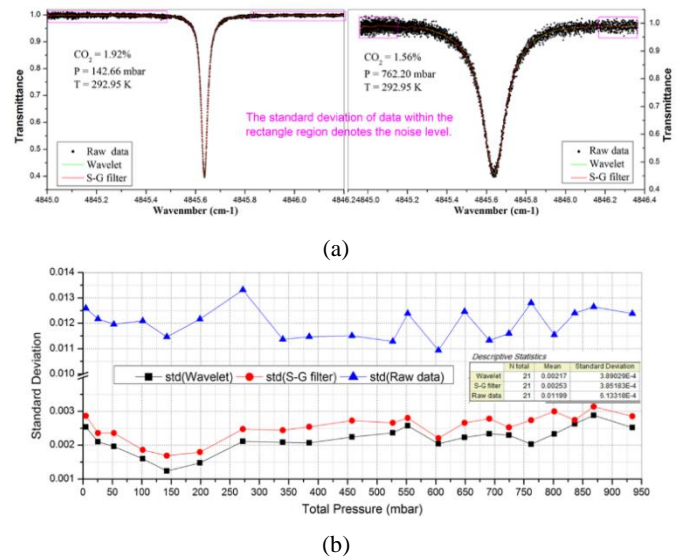 CO2 = 1.92%
P = 142.66 mbar
T = 292.95 K
Raw data
Wavelet
S-G filter
Transmittance
1.0
0.9
0.8
0.7
0.6
0.5
0.4
4845.0
4845.2
4845.4
4845.6
4845.8
4846.0
4846.2
Wavenmber (cm-1)
The standard deviation of data within the
rectangle region denotes the noise level.
CO2 = 1.56%
P = 762.20 mbar
T = 292.95 K
Raw data
Wavelet
S-G filter
Transmittance
1.0
0.9
0.8
0.7
0.6
0.5
0.4
4845.0
4845.2
4845.4
4845.6
4845.8
4846.0
4846.2
4846.4
Wavenmber (cm-1)
(a)
Standard Deviation
0.014
0.013
0.012
0.011
0.010
0.003
0.002
0.001
std(Wavelet)
std(S-G filter)
std(Raw data)
Descriptive Statistics
N total Mean Standard Deviation
Wavelet 21 0.00217
S-G filter 21 0.00253 3.85183E-4
Raw data 21 0.01199
0 50 100 150 200 250 300 350 400 450 500 550 600 650 700 750 800 850 900 950
Total Pressure (mbar)
(b)